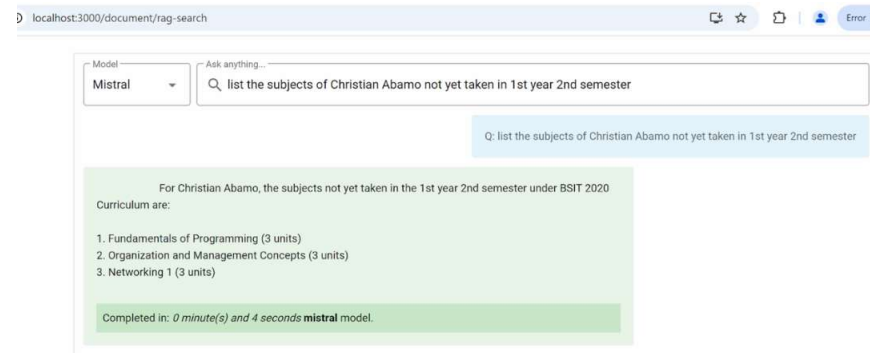 localhost:3000/document/rag-search
Error
Model
Ask anything...
Mistral
list the subjects of Christian Abamo not yet taken in 1st year 2nd semester
Q: list the subjects of Christian Abamo not yet taken in 1st year 2nd semester
For Christian Abamo, the subjects not yet taken in the 1st year 2nd semester under BSIT 2020
Curriculum are:
1. Fundamentals of Programming (3 units)
2. Organization and Management Concepts (3 units)
3. Networking 1 (3 units)
Completed in: 0 minute(s) and 4 seconds mistral model.